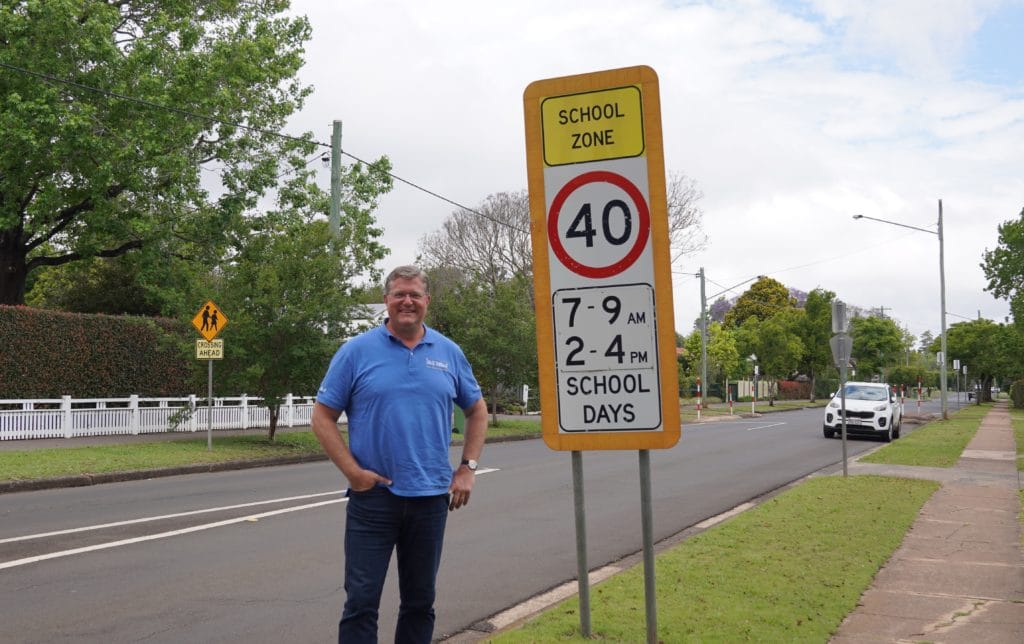 SCHOOL
ZONE
40
7-9 AM
2-4 PM
SCHOOL
DAYS
CROSSING
AHEAD